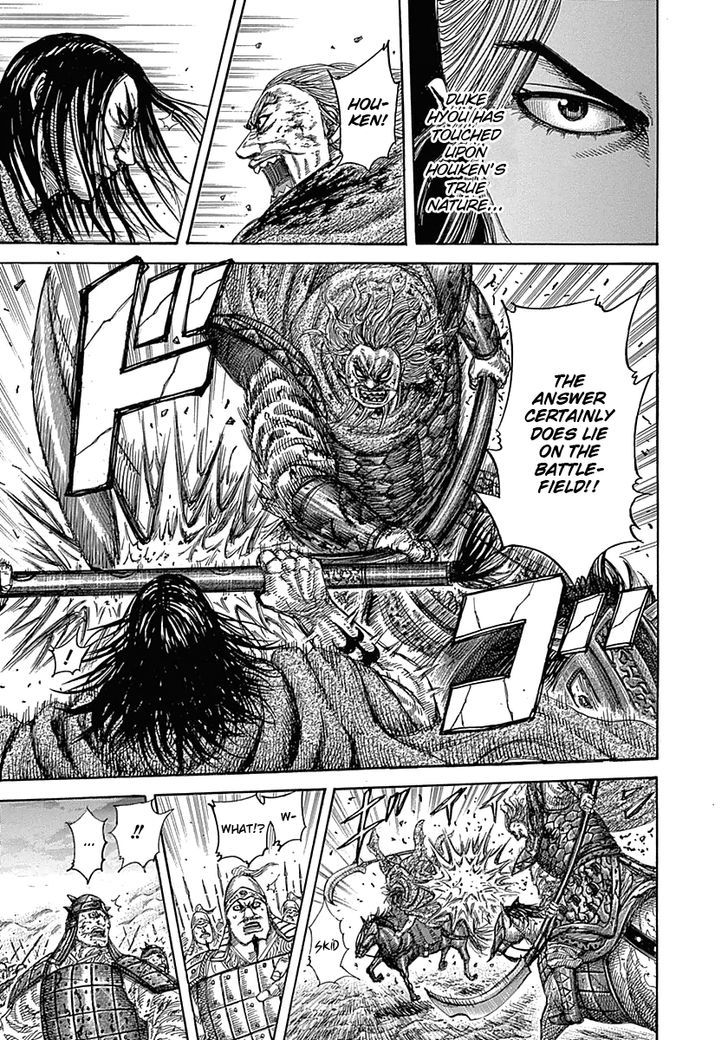 DUKE
HYOU HAS
TOUCHED
UPON
HOUKEN'S
TRUE
NATURE...
HOU-
KEN!
THE
ANSWER
CERTAINLY
DOES LIE
ON THE
BATTLE-
FIELD!!
ドゴ
...!
SKID
W-
WHAT!?
!!
...